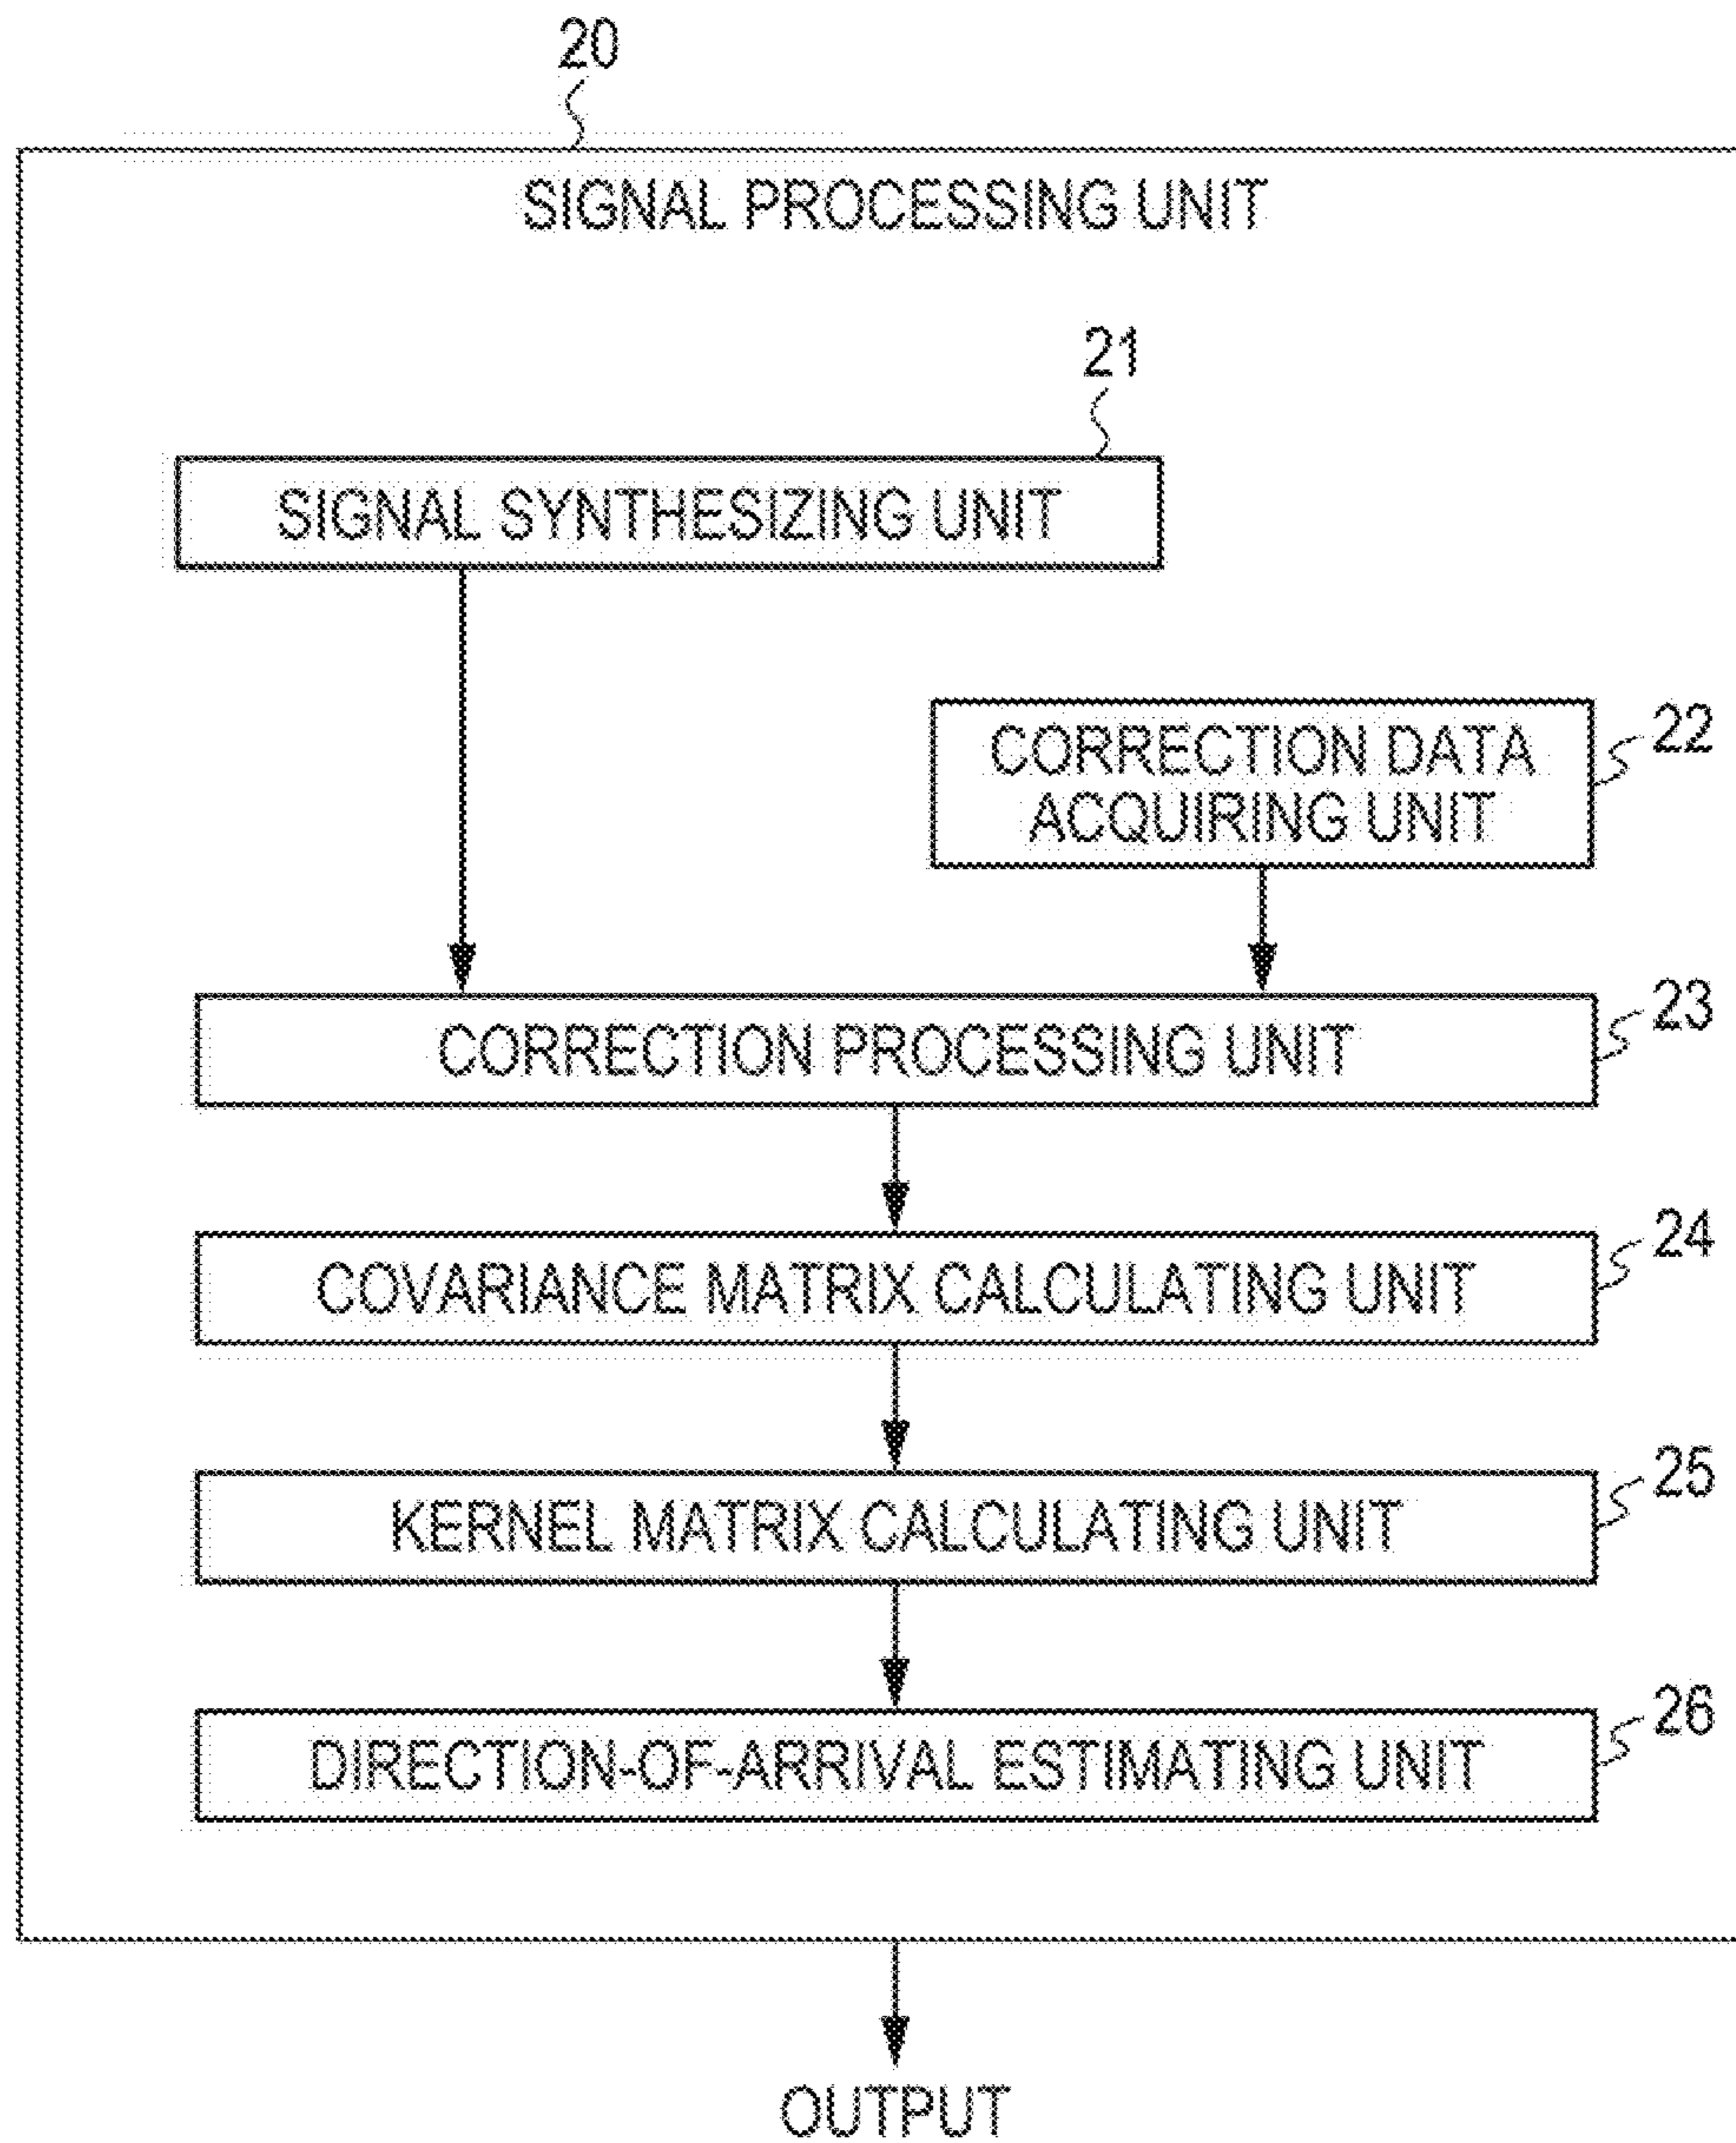 20
SIGNAL PROCESSING UNIT
21
SIGNAL SYNTHESIZING UNIT
CORRECTION DATA
ACQUIRING UNIT
22
CORRECTION PROCESSING UNIT
23
COVARIANCE MATRIX CALCULATING UNIT
24
KERNEL MATRIX CALCULATING UNIT
25
DIRECTION-OF-ARRIVAL ESTIMATING UNIT
26
OUTPUT